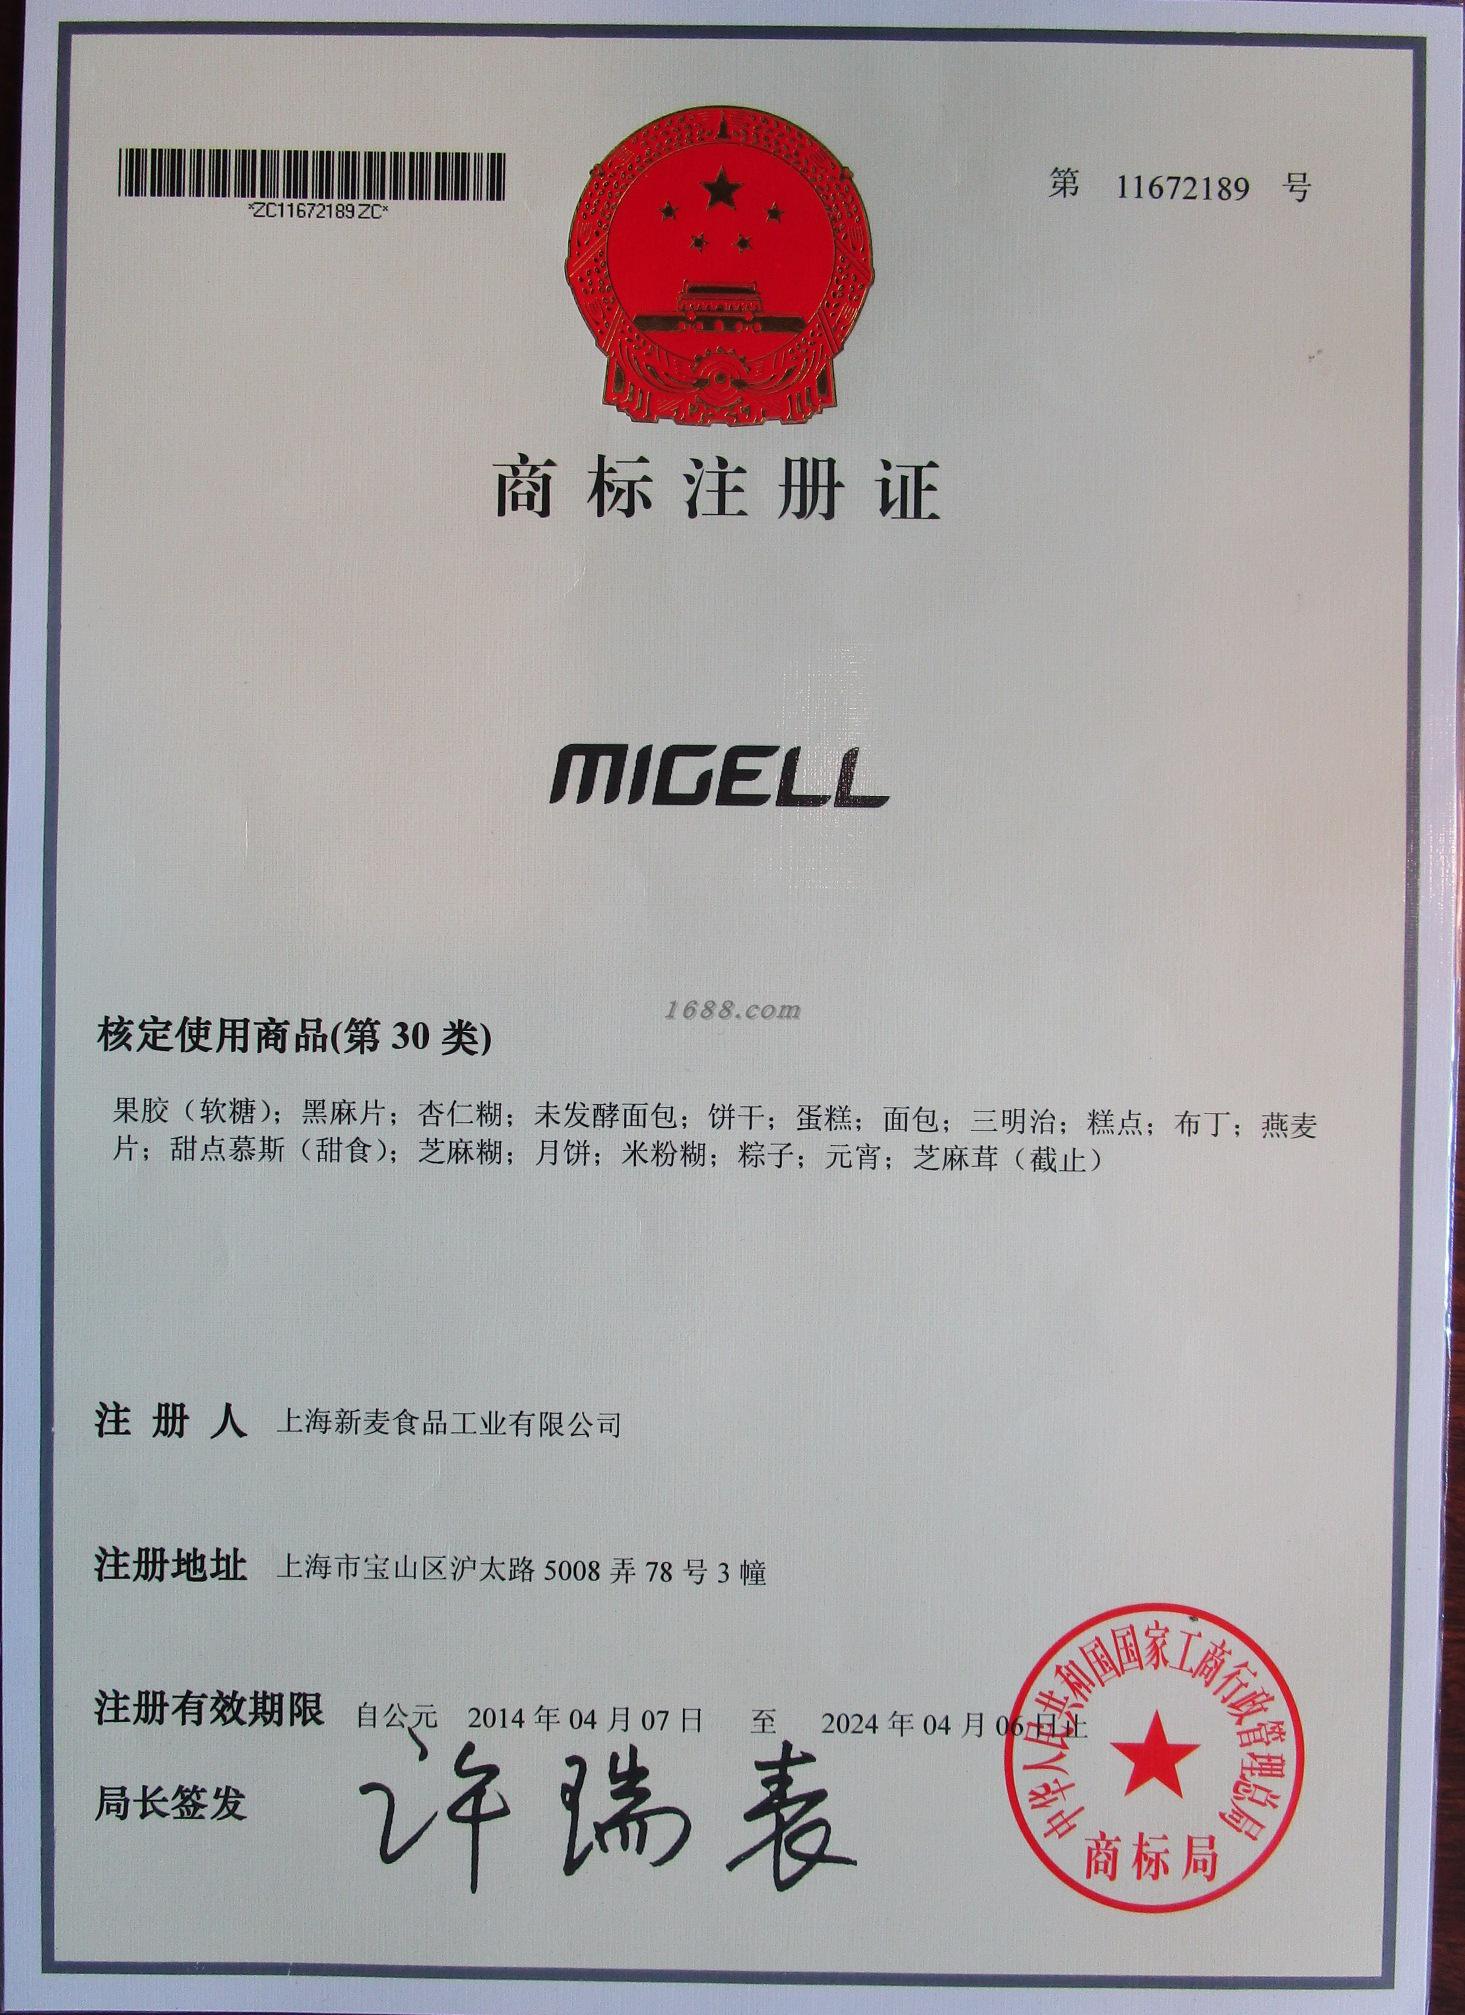 *ZC11672189ZC*
第 11672189 号
商标注册证
MIGELL
1688.com
核定使用商品(第 30 类)
果胶（软糖）；黑麻片；杏仁糊；未发酵面包；饼干；蛋糕；面包；三明治；糕点；布丁；燕麦
片；甜点慕斯（甜食）；芝麻糊；月饼；米粉糊；粽子；元宵；芝麻茸（截止）
注 册 人 上海新麦食品工业有限公司
注册地址 上海市宝山区沪太路 5008 弄 78 号 3 幢
注册有效期限 自公元 2014 年 04 月 07 日 至 2024 年 04 月 06 日止
局长签发 许瑞表
中华人民共和国国家工商行政管理总局
商标局